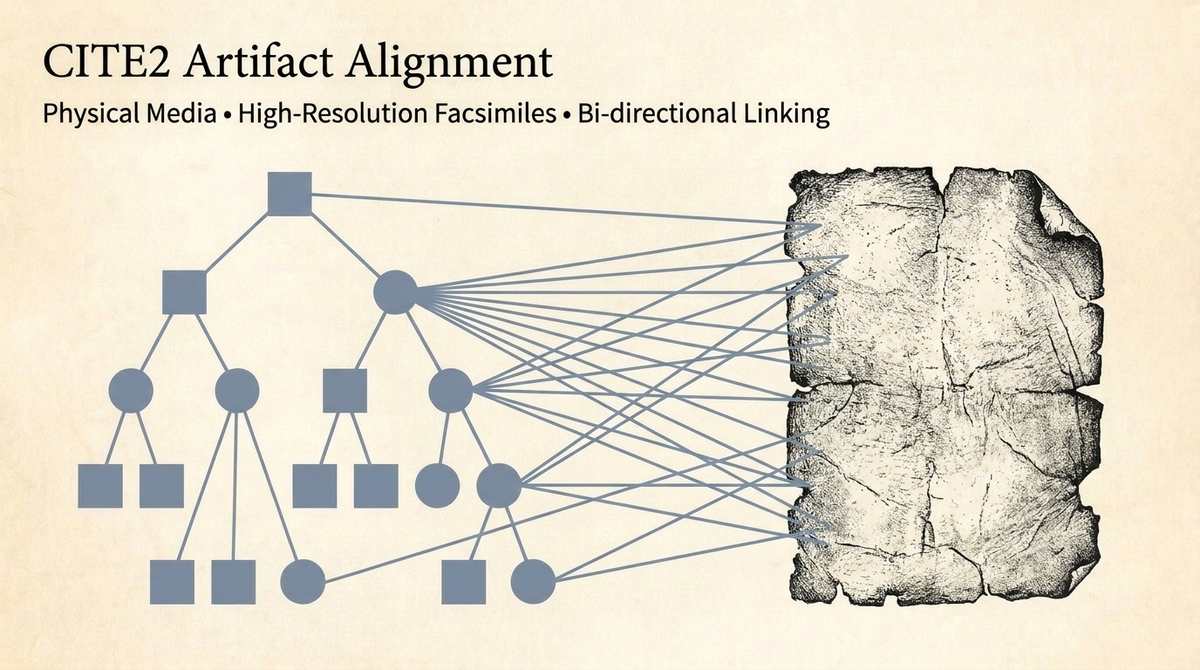 CITE2 Artifact Alignment
Physical Media • High-Resolution Facsimiles • Bi-directional Linking